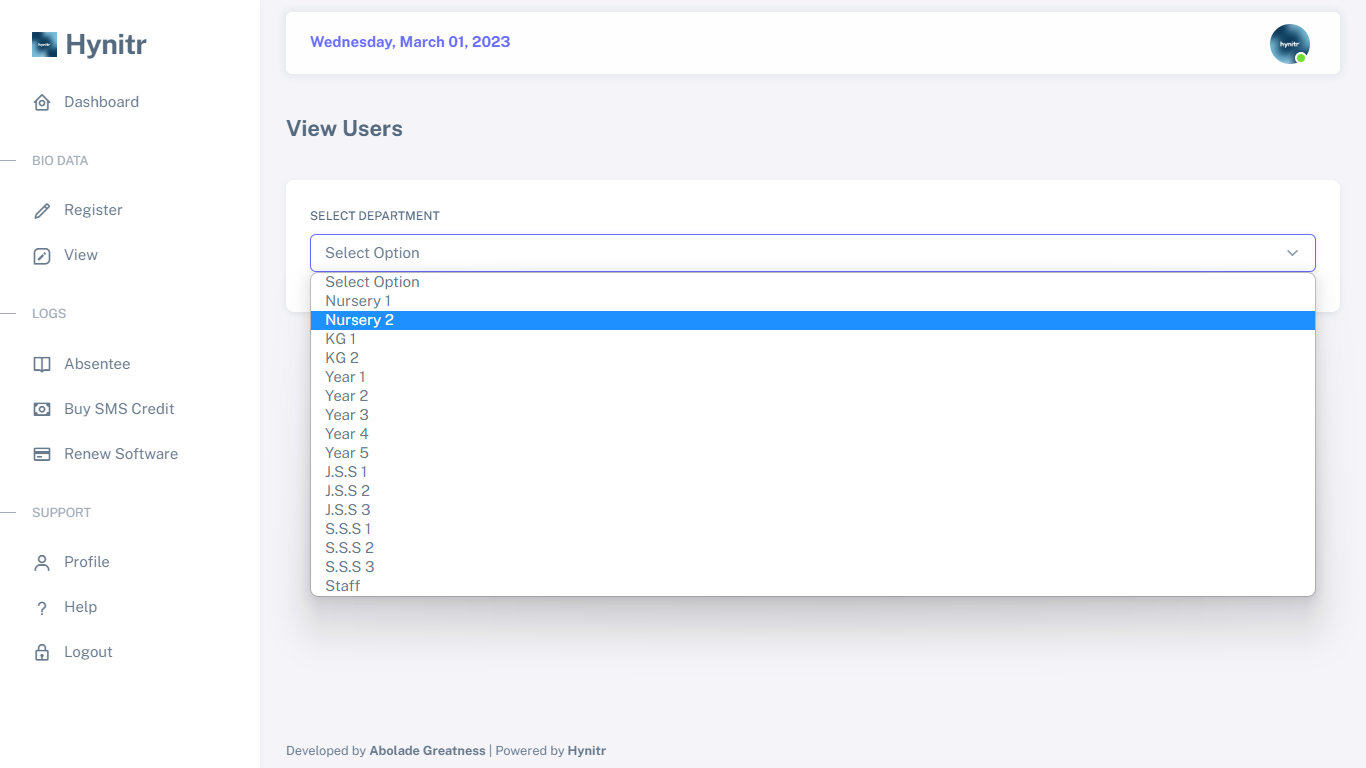 Hynitr
Dashboard
BIO DATA
Register
View
LOGS
Absentee
Buy SMS Credit
Renew Software
SUPPORT
Profile
Help
Logout
Wednesday, March 01, 2023
hynitr
View Users
SELECT DEPARTMENT
Select Option
Select Option
Nursery 1
Nursery 2
KG 1
KG 2
Year 1
Year 2
Year 3
Year 4
Year 5
J.S.S 1
J.S.S 2
J.S.S 3
S.S.S 1
S.S.S 2
S.S.S 3
Staff
Developed by Abolade Greatness | Powered by Hynitr